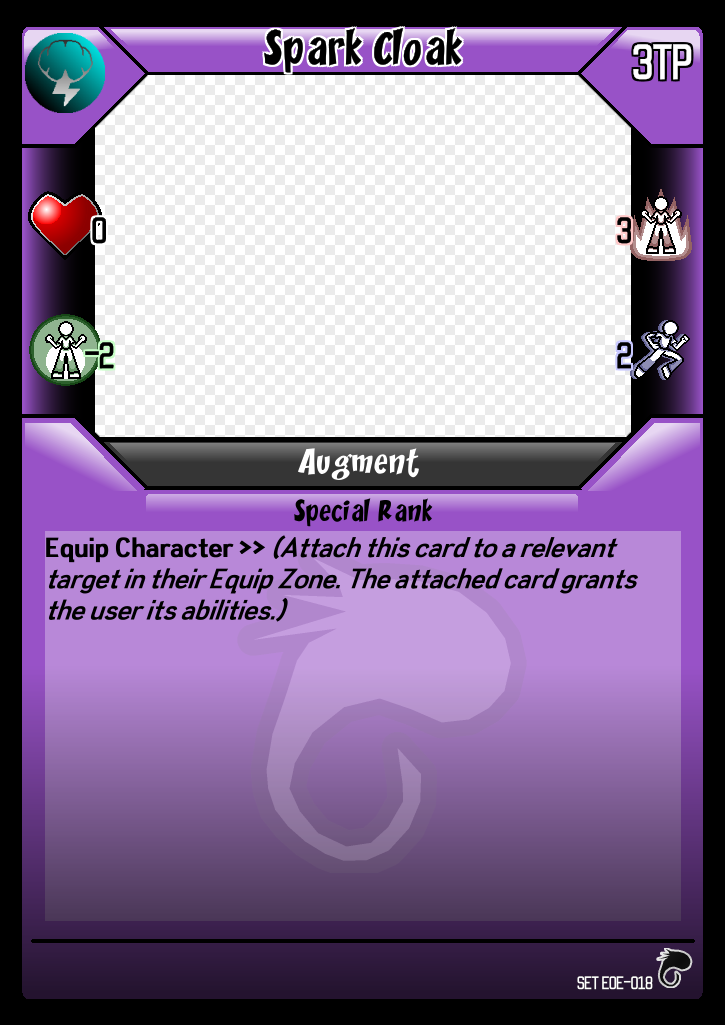 Spark Cloak
3TP
0
3
-2
2
Augment
Special Rank
Equip Character >> (Attach this card to a relevant
target in their Equip Zone. The attached card grants
the user its abilities.)
SET EOE-018